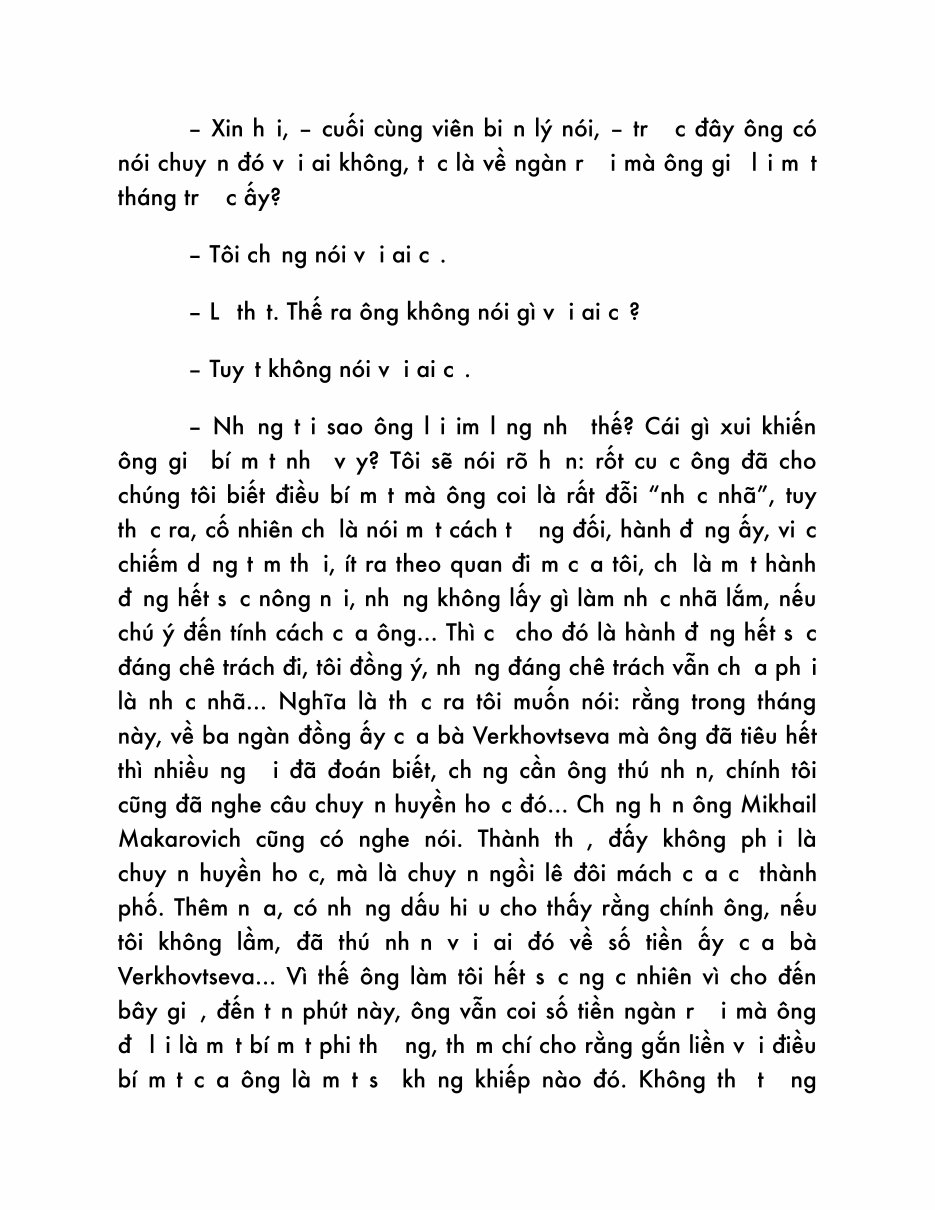 – Xin h i, – cuối cùng viên bi n lý nói, – tr c đây ông có
nói chuy n đó v i ai không, t c là về ngàn r i mà ông gi l i m t
tháng tr c ấy?
– Tôi ch ng nói v i ai c .
– L th t. Thế ra ông không nói gì v i ai c ?
– Tuy t không nói v i ai c .
– Nh ng t i sao ông l i im l ng nh thế? Cái gì xui khiến
ông gi bí m t nh v y? Tôi sẽ nói rõ h n: rốt cu c ông đã cho
chúng tôi biết điều bí m t mà ông coi là rất đỗi “nh c nhã”, tuy
th c ra, cố nhiên ch là nói m t cách t ng đối, hành đ ng ấy, vi c
chiếm d ng t m th i, ít ra theo quan đi m c a tôi, ch là m t hành
đ ng hết s c nông n i, nh ng không lấy gì làm nh c nhã lắm, nếu
chú ý đến tính cách c a ông... Thì c cho đó là hành đ ng hết s c
đáng chê trách đi, tôi đồng ý, nh ng đáng chê trách vẫn ch a ph i
là nh c nhã... Nghĩa là th c ra tôi muốn nói: rằng trong tháng
này, về ba ngàn đồng ấy c a bà Verkhovtseva mà ông đã tiêu hết
thì nhiều ng i đã đoán biết, ch ng cần ông thú nh n, chính tôi
cũng đã nghe câu chuy n huyền ho c đó... Ch ng h n ông Mikhail
Makarovich cũng có nghe nói. Thành th , đấy không ph i là
chuy n huyền ho c, mà là chuy n ngồi lê đôi mách c a c thành
phố. Thêm n a, có nh ng dấu hi u cho thấy rằng chính ông, nếu
tôi không lầm, đã thú nh n v i ai đó về số tiền ấy c a bà
Verkhovtseva... Vì thế ông làm tôi hết s c ng c nhiên vì cho đến
bây gi , đến t n phút này, ông vẫn coi số tiền ngàn r i mà ông
đ l i là m t bí m t phi th ng, th m chí cho rằng gắn liền v i điều
bí m t c a ông là m t s kh ng khiếp nào đó. Không th t ng